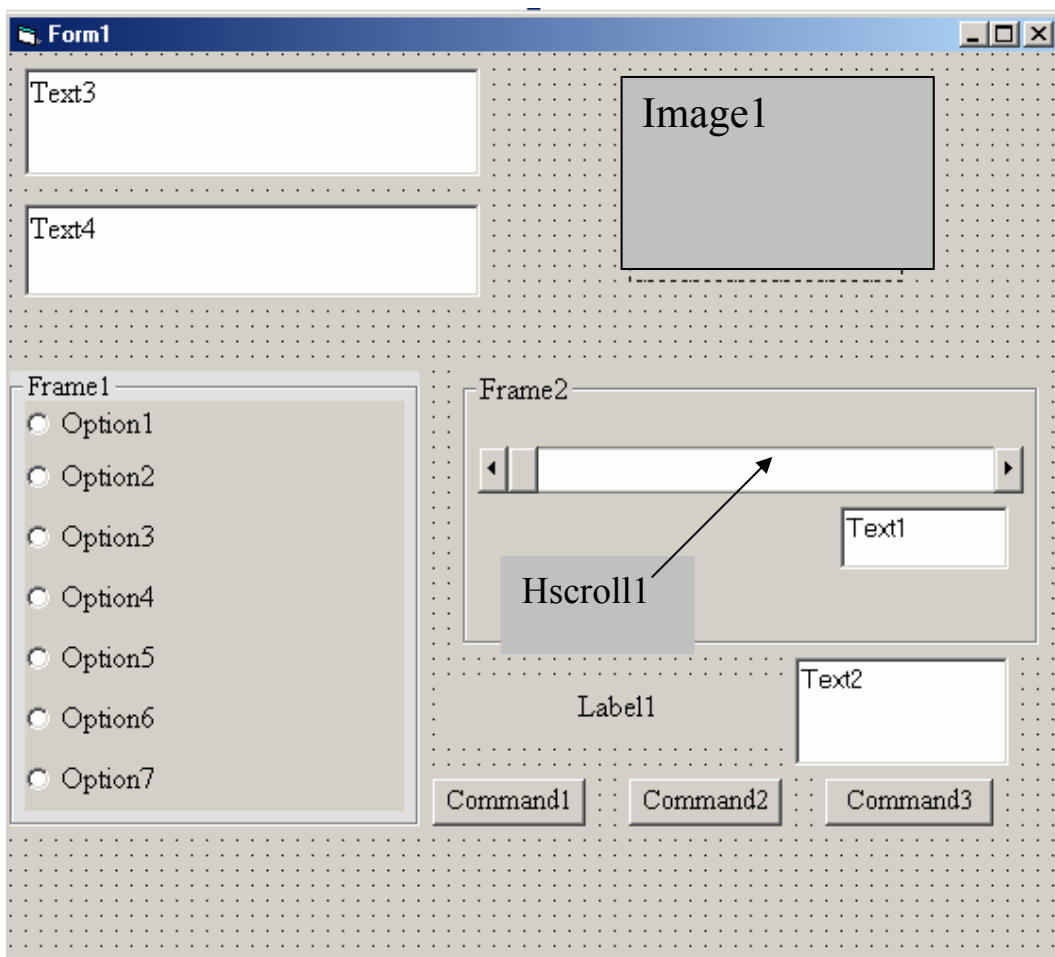 Form1
Text3
Image1
Text4
Frame1
Option1
Option2
Option3
Option4
Option5
Option6
Option7
Frame2
Text1
Hscroll1
Label1
Text2
Command1
Command2
Command3